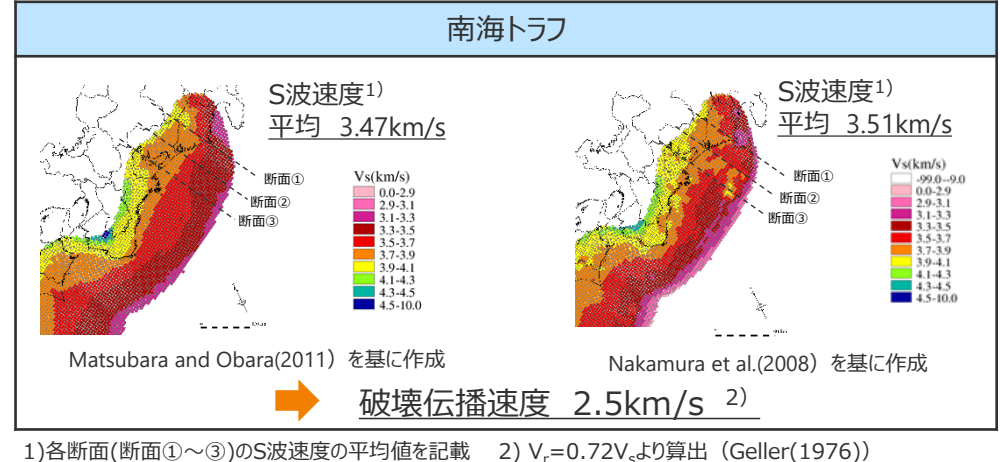 南海トラフ
S波速度1)
平均 3.47km/s
断面①
断面②
断面③
Vs(km/s)
0.0-2.9
2.9-3.1
3.1-3.3
3.3-3.5
3.5-3.7
3.7-3.9
3.9-4.1
4.1-4.3
4.3-4.5
4.5-10.0
Matsubara and Obara(2011）を基に作成
S波速度1)
平均 3.51km/s
断面①
断面②
断面③
Vs(km/s)
-99.0--9.0
0.0-2.9
2.9-3.1
3.1-3.3
3.3-3.5
3.5-3.7
3.7-3.9
3.9-4.1
4.1-4.3
4.3-4.5
4.5-10.0
Nakamura et al.(2008）を基に作成
破壊伝播速度 2.5km/s 2)
1)各断面(断面①～③)のS波速度の平均値を記載 2) Vr=0.72Vsより算出（Geller(1976)）